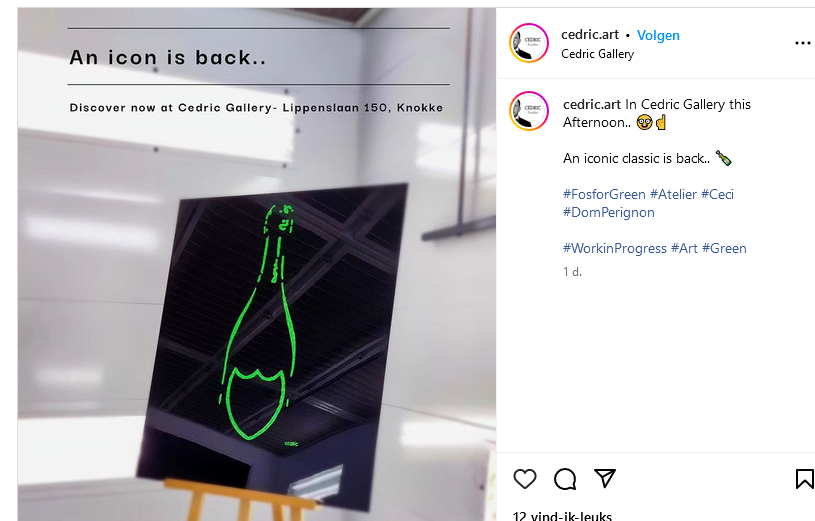 An icon is back..
Discover now at Cedric Gallery- Lippenslaan 150, Knokke
cedric.art • Volgen
Cedric Gallery
cedric.art In Cedric Gallery this
Afternoon.. 🤓☝
An iconic classic is back.. 🍾
#FosforGreen #Atelier #Ceci
#DomPerignon
#WorkinProgress #Art #Green
1 d.
12 vind-ik-leuks